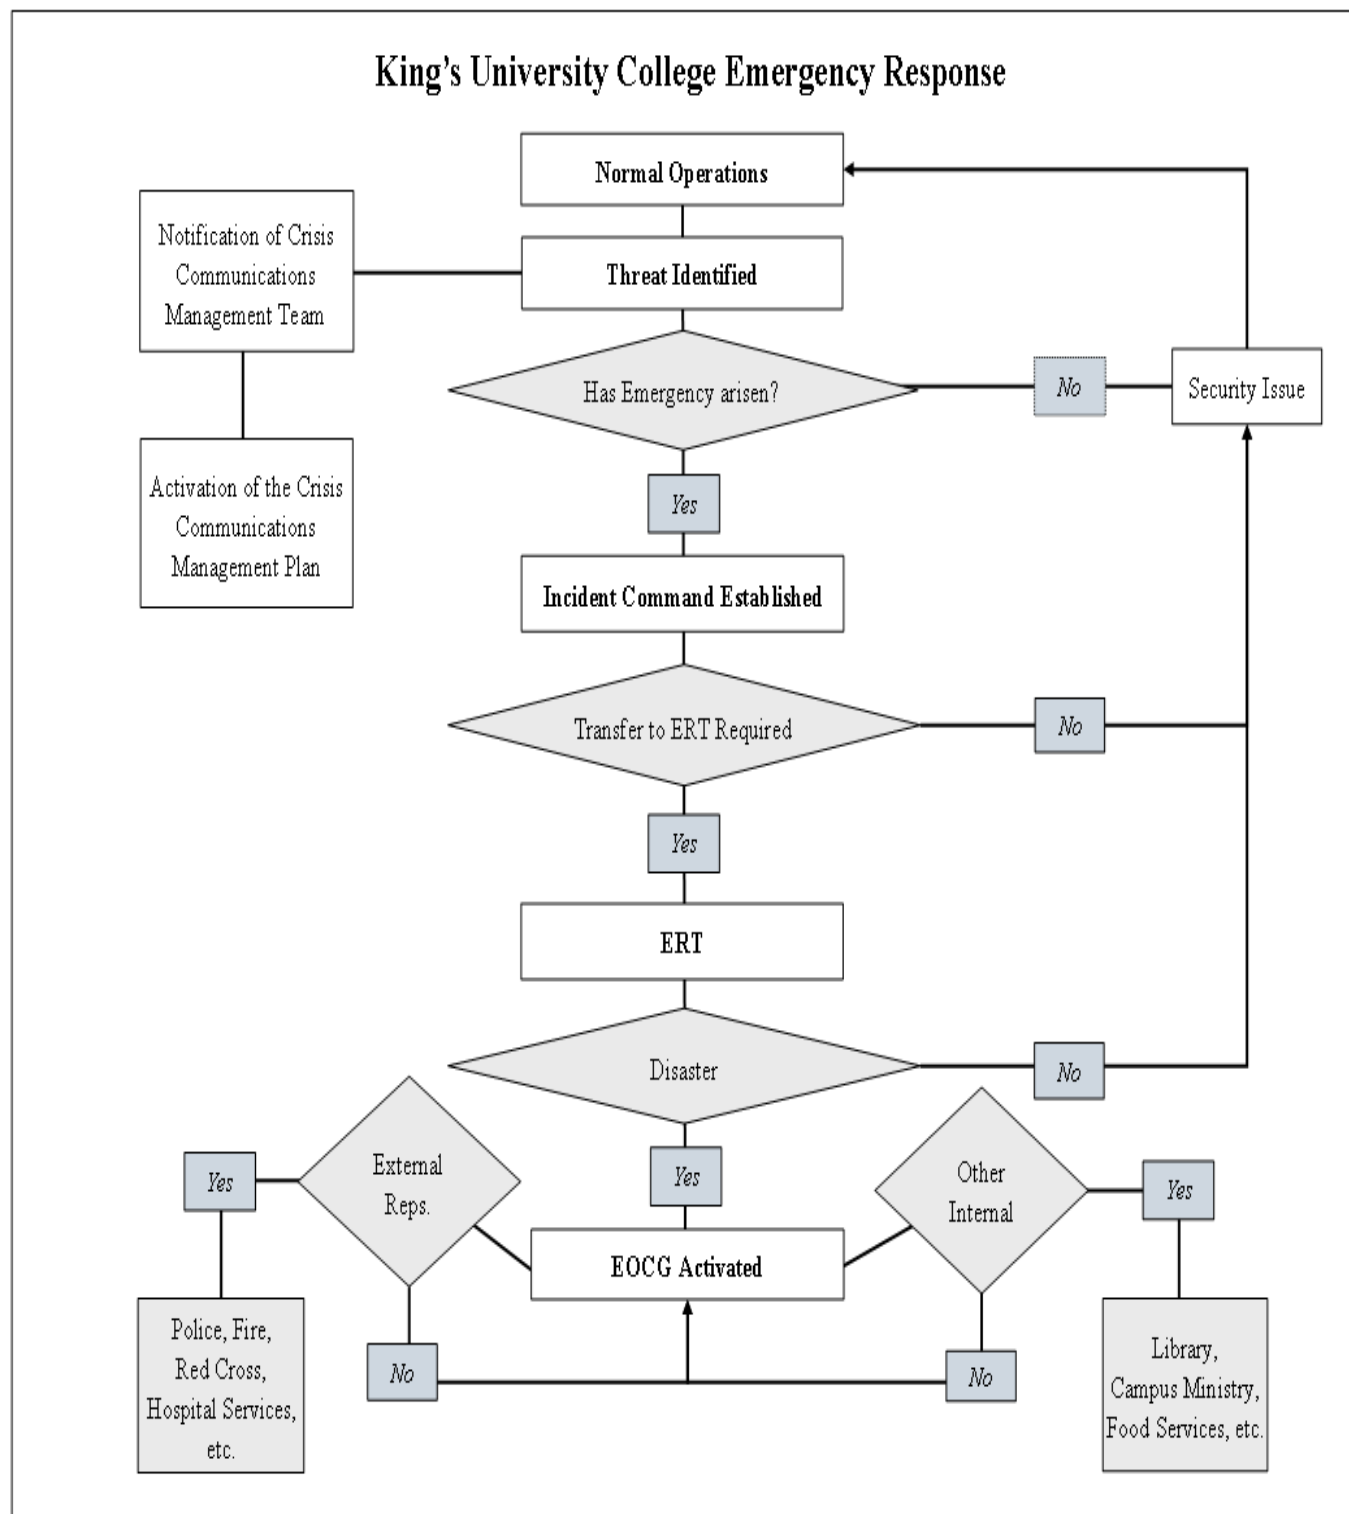 King's University College Emergency Response
Normal Operations
Notification of Crisis
Communications
Management Team
Threat Identified
Has Emergency arisen?
No
Security Issue
Yes
Activation of the Crisis
Communications
Management Plan
Incident Command Established
Transfer to ERT Required
No
Yes
ERT
Disaster
No
Yes
External
Reps.
Yes
Other
Internal
Yes
EOCG Activated
Police, Fire,
Red Cross,
Hospital Services,
etc.
No
No
Library,
Campus Ministry,
Food Services, etc.